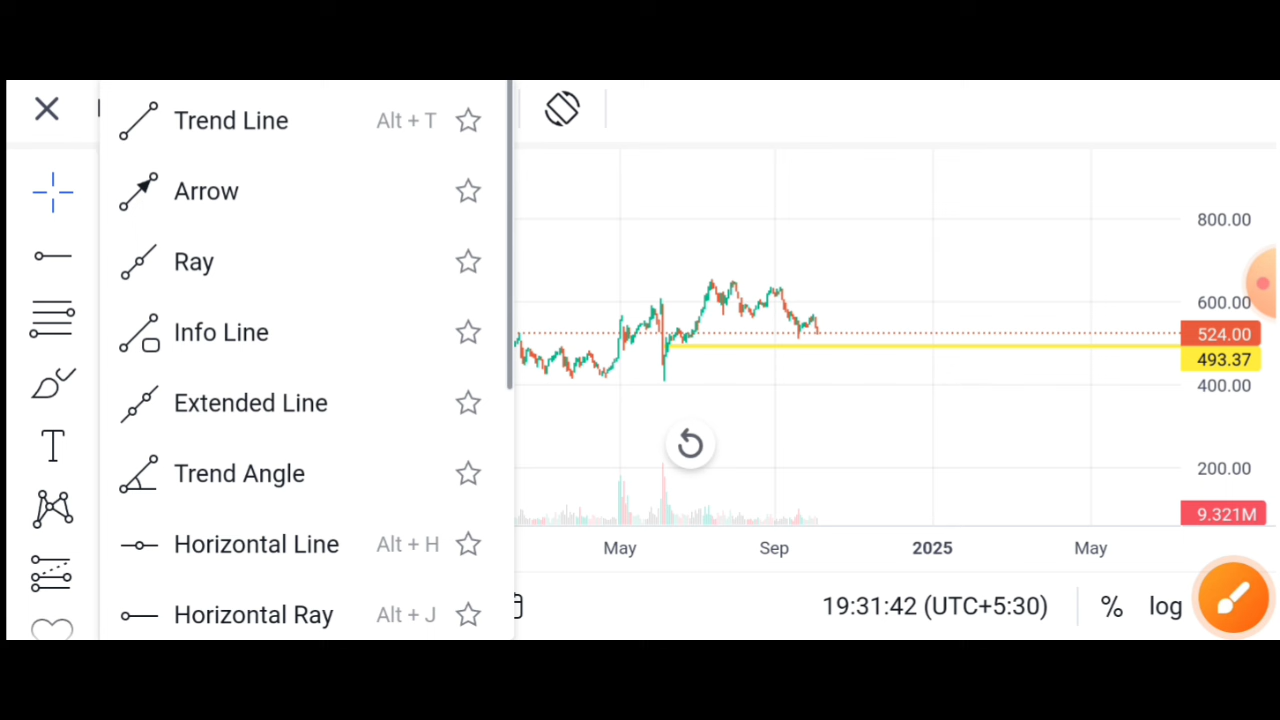 Trend Line Alt + T
Arrow
Ray
Info Line
Extended Line
Trend Angle
Horizontal Line Alt + H
Horizontal Ray Alt + J
T
800.00
600.00
524.00
493.37
400.00
200.00
9.321M
May Sep 2025 May
19:31:42 (UTC+5:30) % log